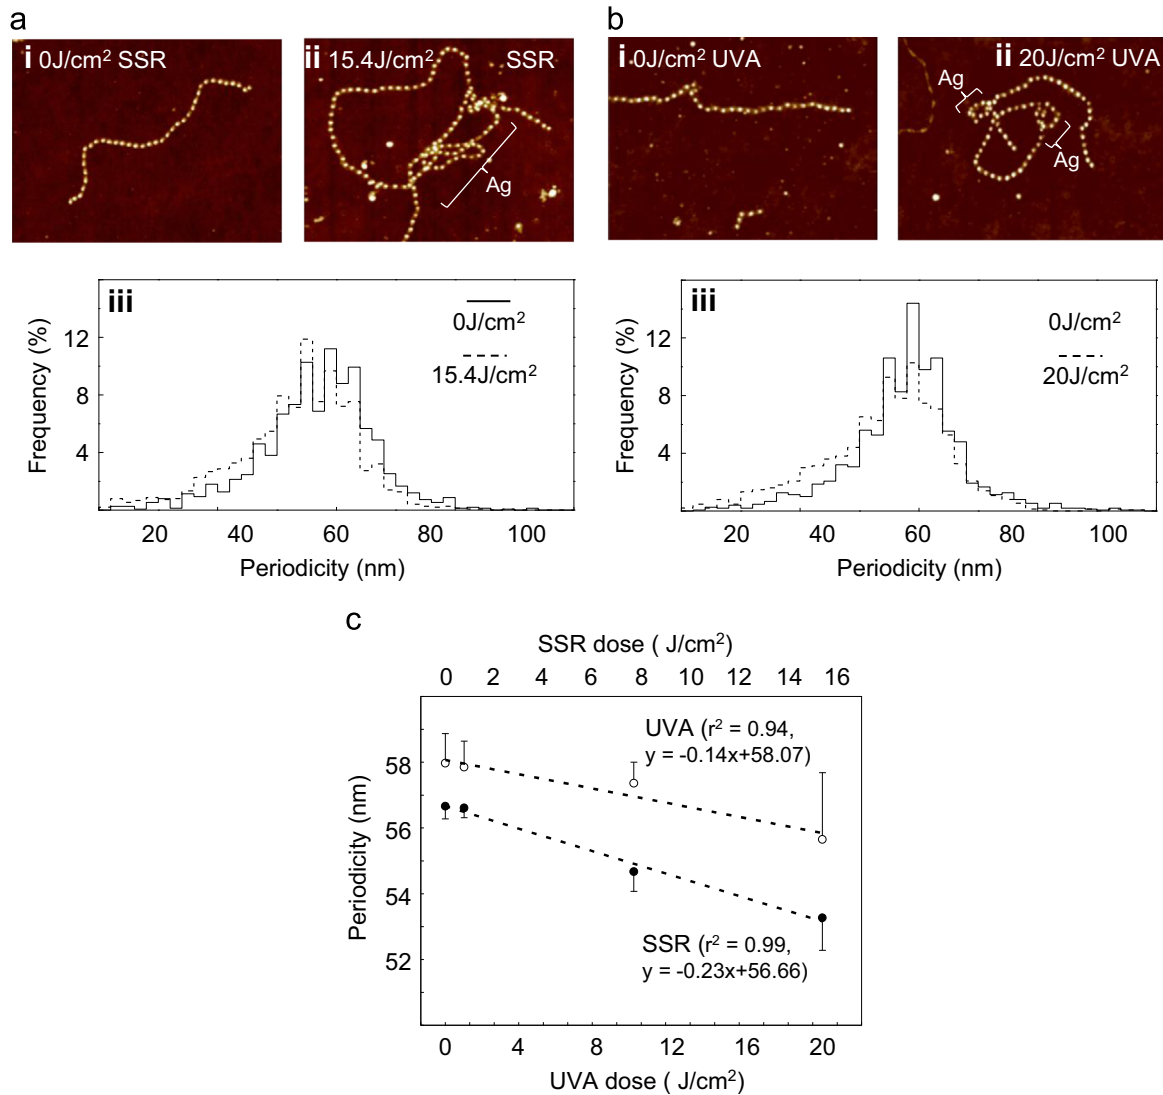 a
b
i 0J/cm² SSR
ii 15.4J/cm² SSR
Ag
i 0J/cm² UVA
ii 20J/cm² UVA
Ag
Ag
iii
0J/cm²
15.4J/cm²
12
8
4
Frequency (%)
20 40 60 80 100
Periodicity (nm)
iii
0J/cm²
20J/cm²
12
8
4
Frequency (%)
20 40 60 80 100
Periodicity (nm)
c
SSR dose ( J/cm²)
0 2 4 6 8 10 12 14 16
UVA (r² = 0.94,
y = -0.14x+58.07)
58
56
54
52
Periodicity (nm)
SSR (r² = 0.99,
y = -0.23x+56.66)
0 4 8 12 16 20
UVA dose ( J/cm²)